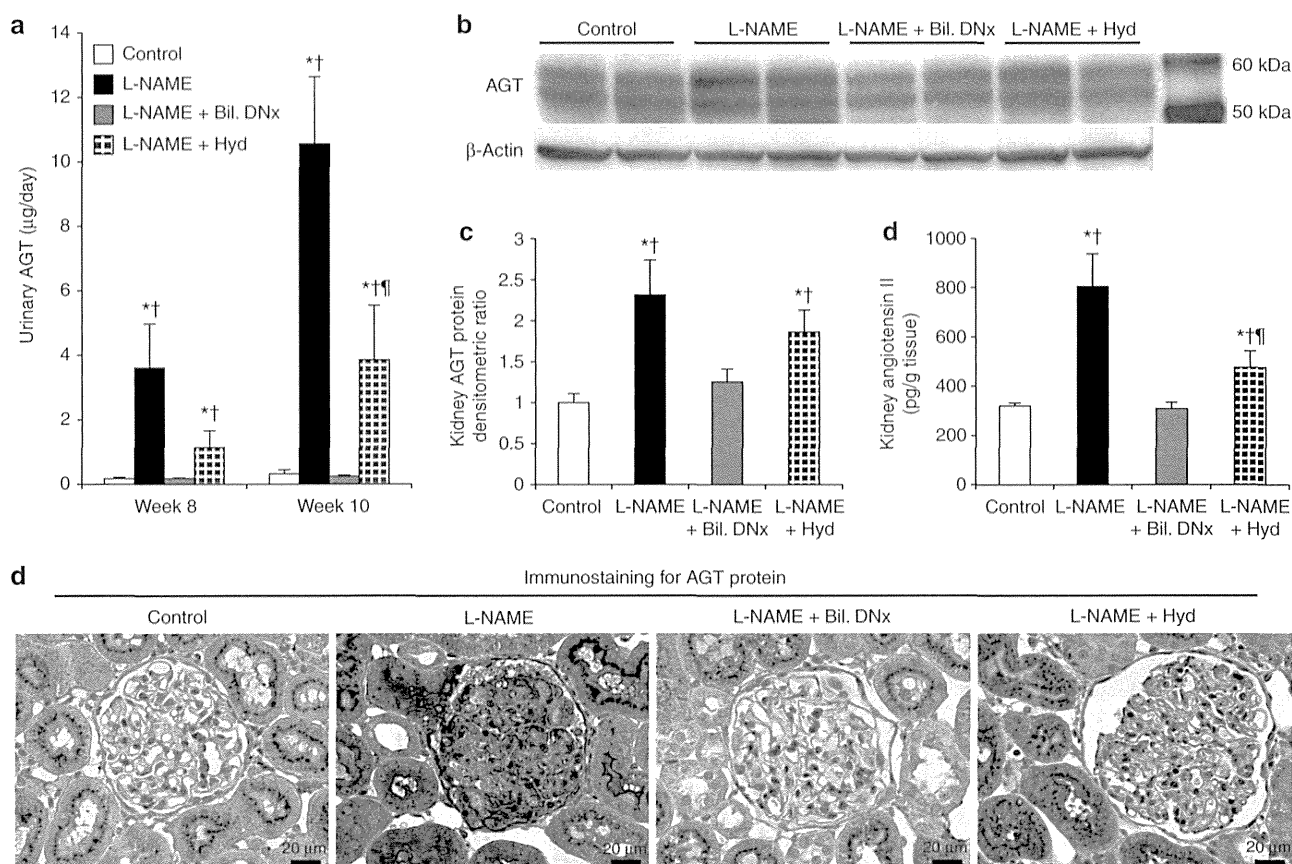 a
14
12
10
8
6
4
2
0
Urinary AGT (µg/day)
Control
L-NAME
L-NAME + Bil. DNx
L-NAME + Hyd
*†
*†
*†
*†¶
Week 8
Week 10
b
Control
L-NAME
L-NAME + Bil. DNx
L-NAME + Hyd
AGT
60 kDa
50 kDa
β-Actin
c
Kidney AGT protein
densitometric ratio
3
2.5
2
1.5
1
0.5
0
*†
*†
Control
L-NAME
L-NAME
+ Bil. DNx
L-NAME
+ Hyd
d
Kidney angiotensin II
(pg/g tissue)
1000
800
600
400
200
0
*†
*†¶
Control
L-NAME
L-NAME
+ Bil. DNx
L-NAME
+ Hyd
d
Immunostaining for AGT protein
Control
L-NAME
L-NAME + Bil. DNx
L-NAME + Hyd
20 µm
20 µm
20 µm
20 µm